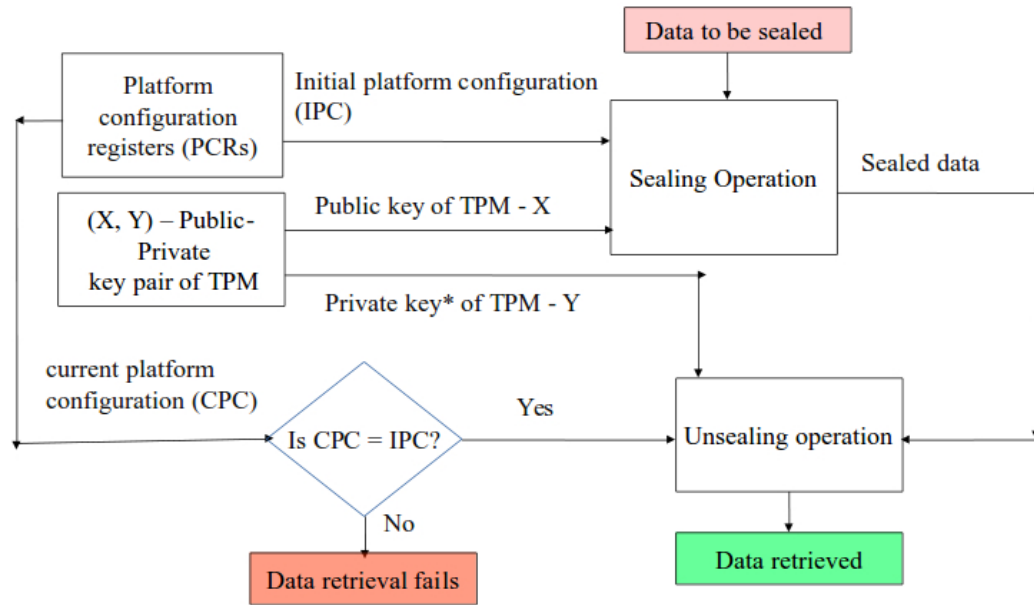 Data to be sealed
Platform
configuration
registers (PCRs)
Initial platform configuration
(IPC)
Sealing Operation
Sealed data
(X, Y) – Public-
Private
key pair of TPM
Public key of TPM - X
Private key* of TPM - Y
current platform
configuration (CPC)
Is CPC = IPC?
Yes
Unsealing operation
No
Data retrieval fails
Data retrieved